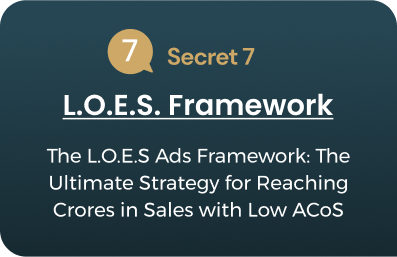 7 Secret 7
L.O.E.S. Framework
The L.O.E.S Ads Framework: The
Ultimate Strategy for Reaching
Crores in Sales with Low ACoS